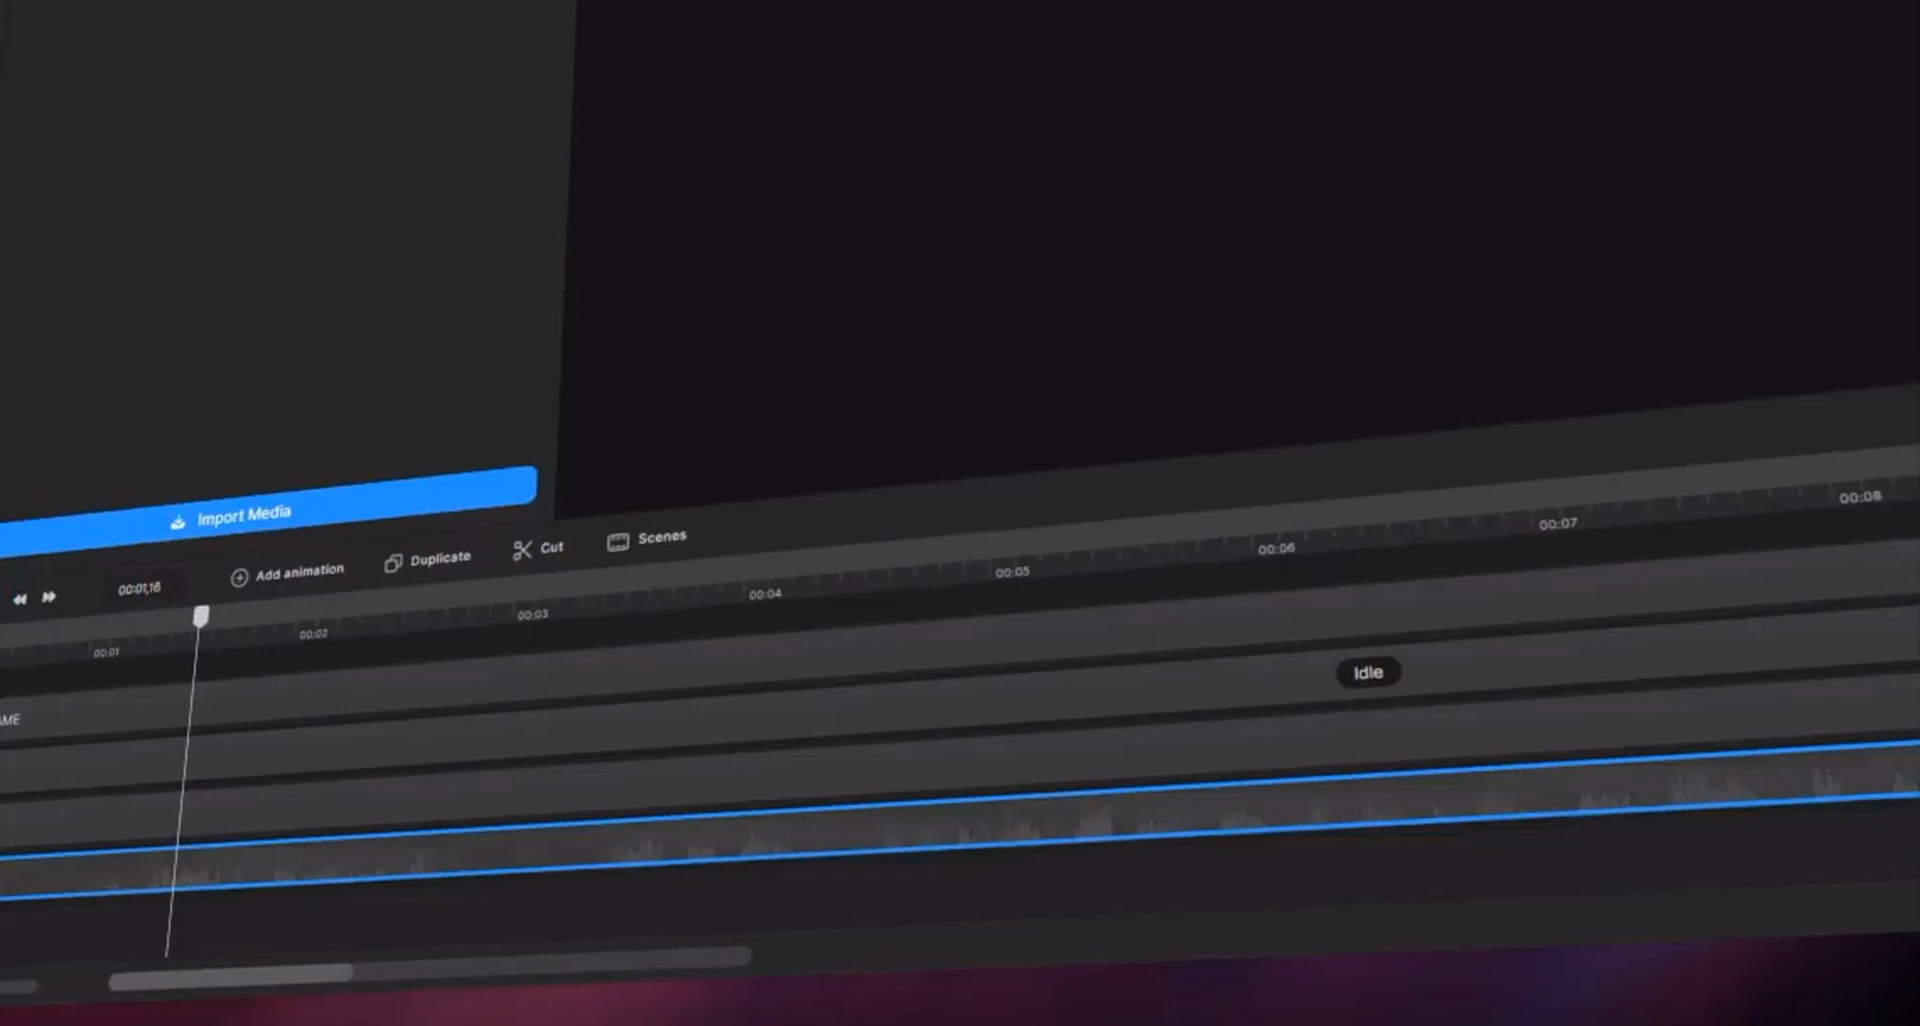 Import Media
00:01,16
Add animation
Duplicate
Cut
Scenes
00:01
00:02
00:03
00:04
00:05
00:06
00:07
00:08
AME
Idle